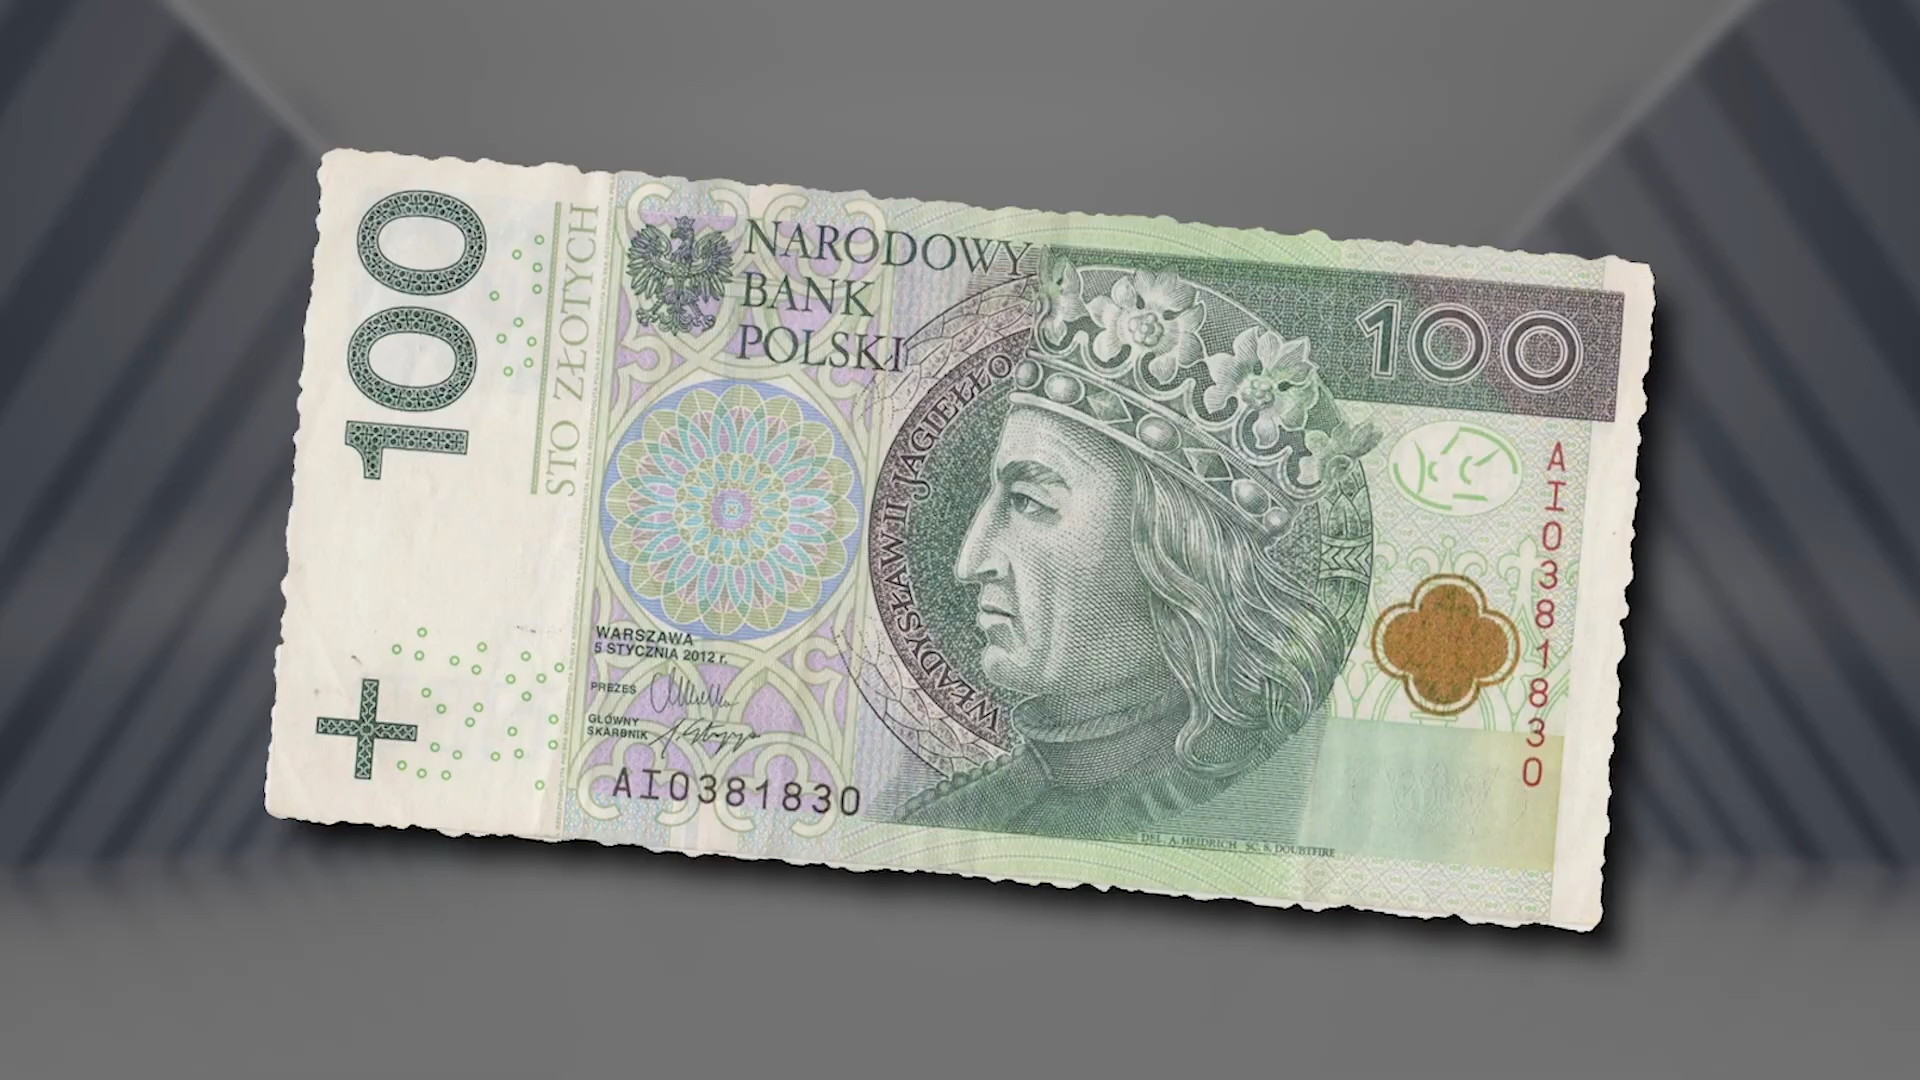 100
STO ZŁOTYCH
NARODOWY
BANK
POLSKI
100
WŁADYSŁAW II JAGIEŁŁO
AI0381830
WARSZAWA
5 STYCZNIA 2012 r.
PREZES
GŁÓWNY
SKARBNIK
AI0381830
DEL. A. HEIDRICH SC. S. DOUBTFIRE